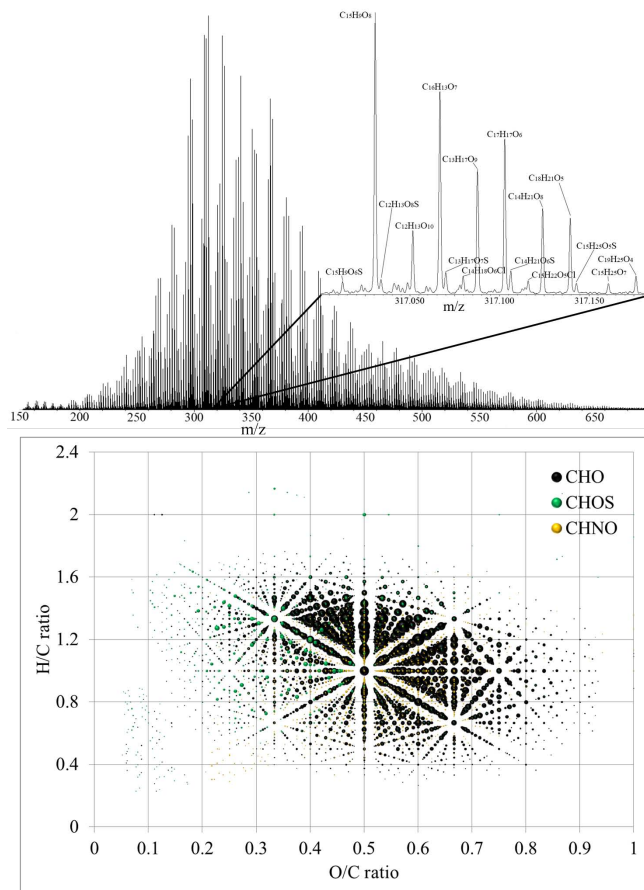 C₁₅H₉O₈
C₁₆H₁₃O₇
C₁₇H₁₇O₆
C₁₃H₁₇O₉
C₁₈H₂₁O₅
C₁₂H₁₃O₈S
C₁₄H₂₁O₈
C₁₂H₁₃O₁₀
C₁₅H₂₅O₅S
C₁₉H₂₅O₄
C₁₅H₉O₆S
C₁₃H₁₇O₇S
C₁₄H₁₈O₆Cl
C₁₄H₂₁O₆S
C₁₅H₂₂O₅Cl
C₁₅H₂₅O₇
317.050 317.100 317.150
m/z
150 200 250 300 350 400 450 500 550 600 650
m/z
2.4
CHO
CHOS
CHNO
2
1.6
1.2
0.8
0.4
0
H/C ratio
0 0.1 0.2 0.3 0.4 0.5 0.6 0.7 0.8 0.9 1
O/C ratio